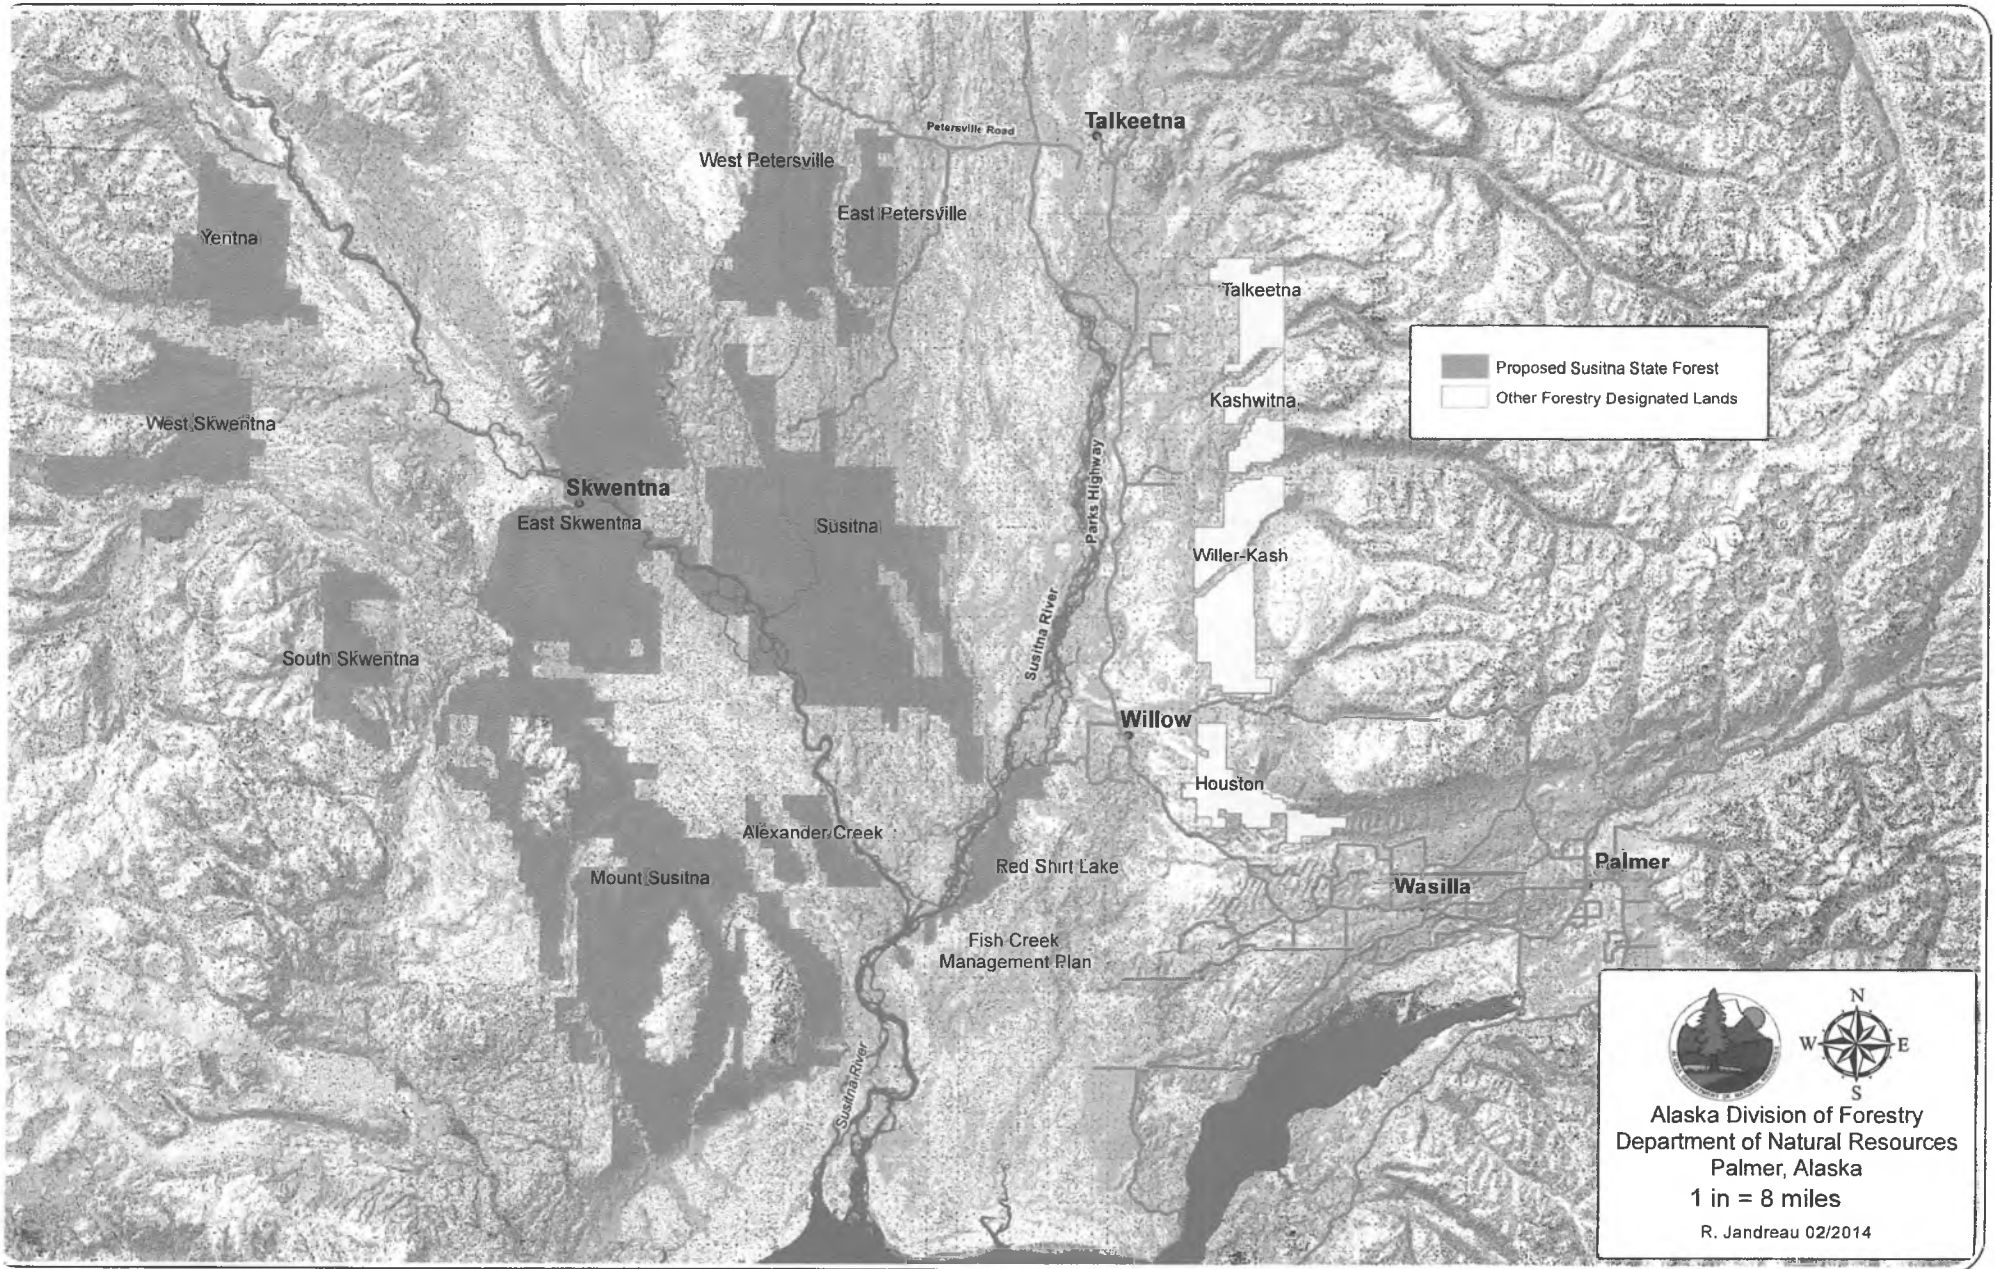 Petersville Road
Talkeetna
West Petersville
East Petersville
Yentna
Talkeetna
Proposed Susitna State Forest
Other Forestry Designated Lands
Kashwitna
West Skwentna
Parks Highway
Skwentna
East Skwentna
Susitna
Willer-Kash
Susitna River
South Skwentna
Willow
Houston
Alexander Creek
Red Shirt Lake
Palmer
Mount Susitna
Wasilla
Fish Creek
Management Plan
Susitna River
N
W
E
S
Alaska Division of Forestry
Department of Natural Resources
Palmer, Alaska
1 in = 8 miles
R. Jandreau 02/2014